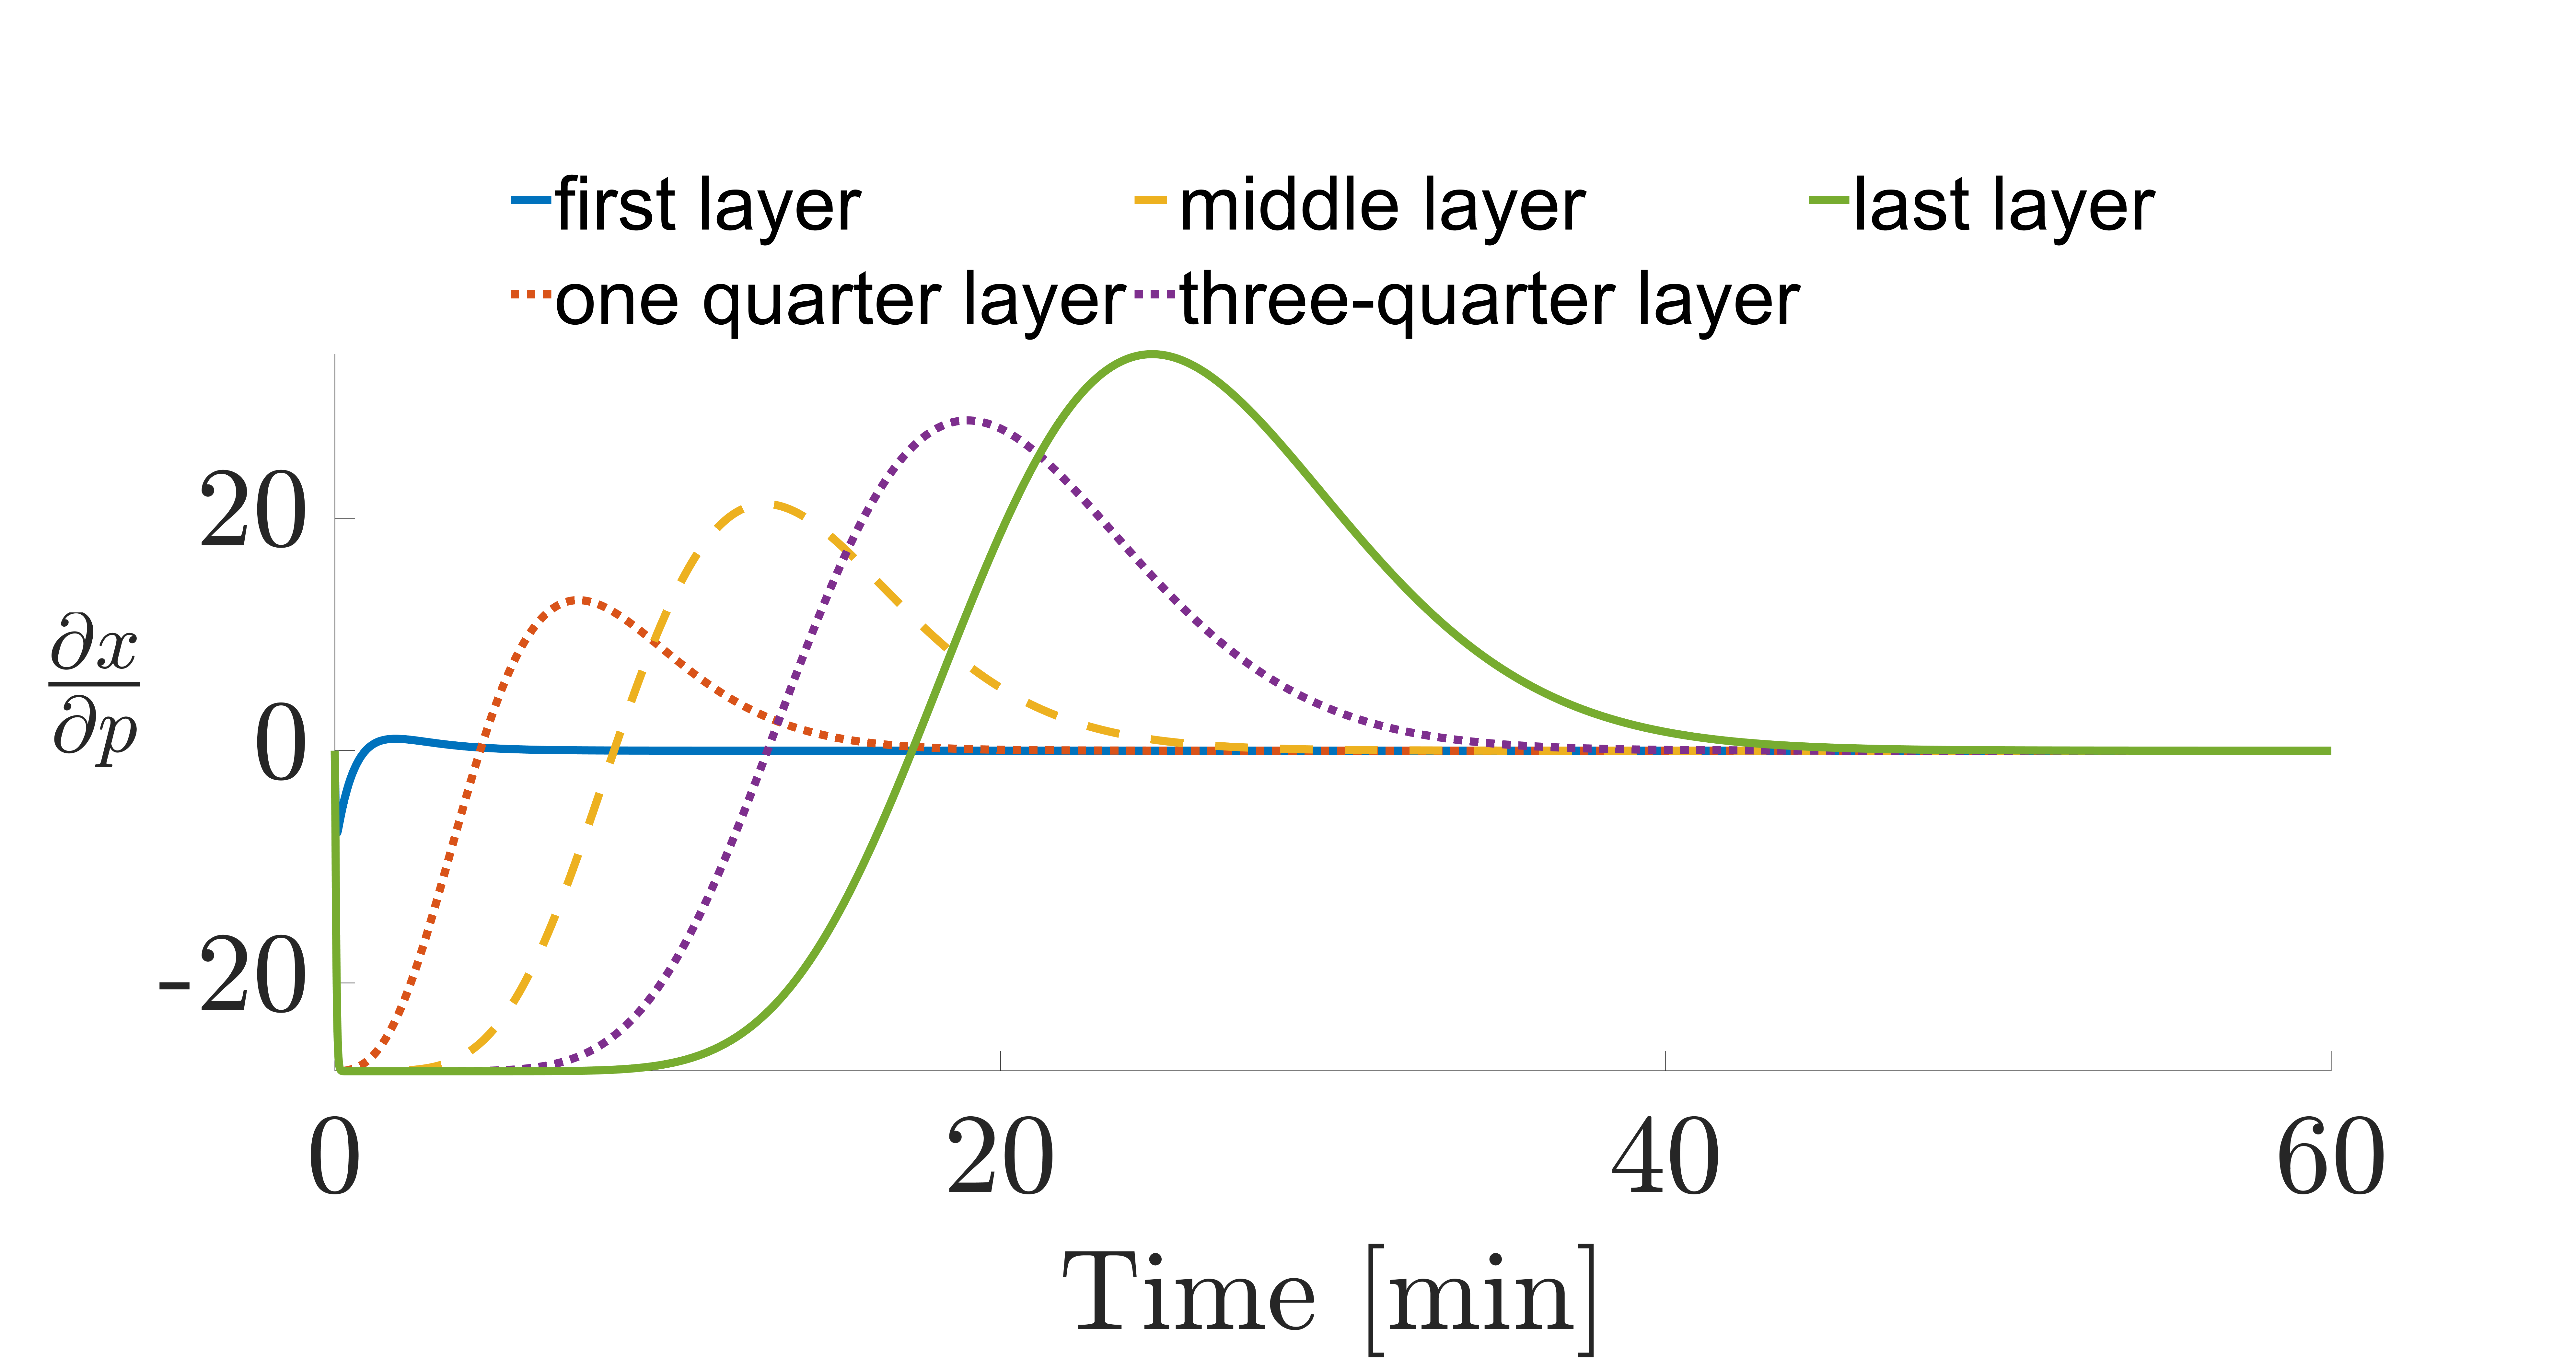 first layer middle layer last layer
one quarter layer three-quarter layer
20
0
-20
∂x
∂p
0 20 40 60
Time [min]